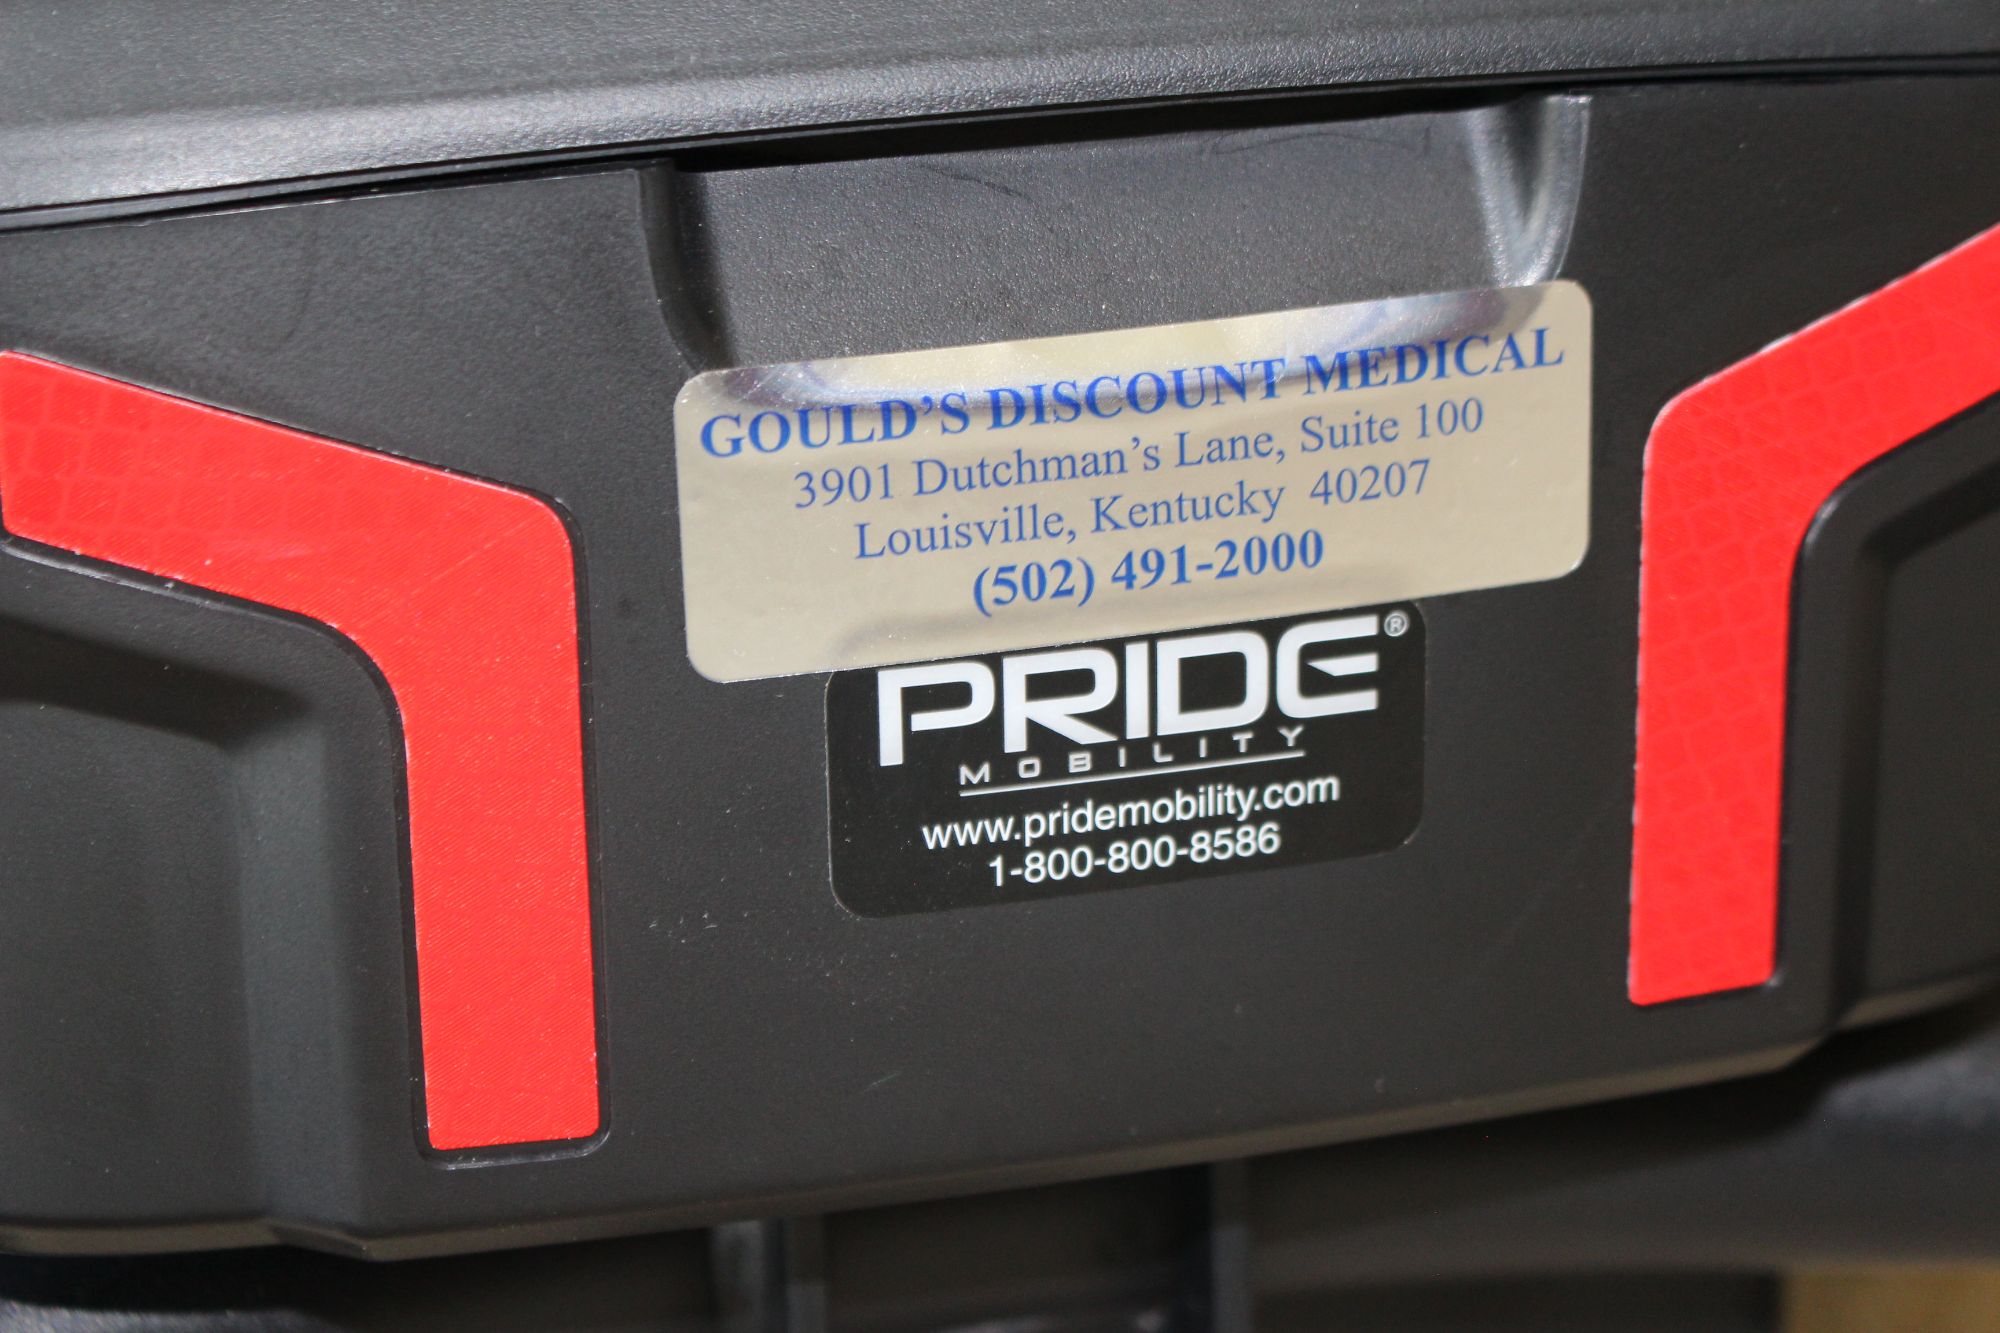 GOULD'S DISCOUNT MEDICAL
3901 Dutchman's Lane, Suite 100
Louisville, Kentucky 40207
(502) 491-2000
PRIDE®
MOBILITY
www.pridemobility.com
1-800-800-8586